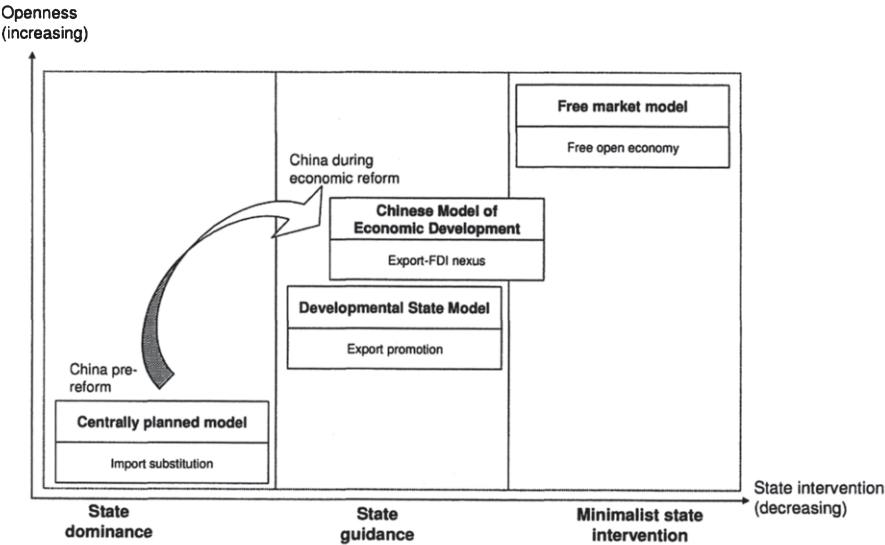 Openness
(increasing)
Free market model
Free open economy
China during
economic reform
Chinese Model of
Economic Development
Export-FDI nexus
Developmental State Model
Export promotion
China pre-
reform
Centrally planned model
Import substitution
State intervention
(decreasing)
State
dominance
State
guidance
Minimalist state
intervention